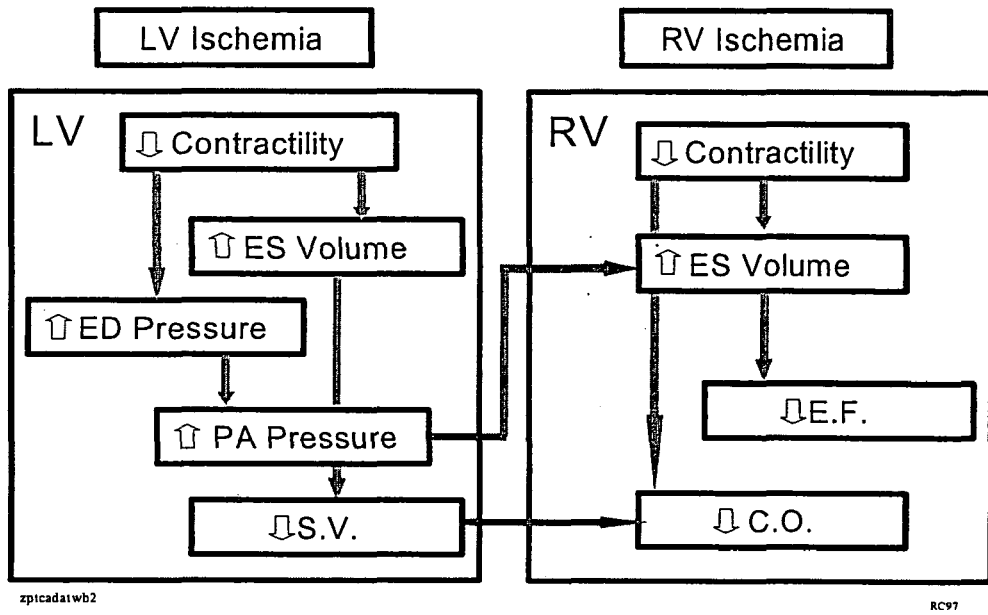 LV Ischemia
RV Ischemia
LV
⇩ Contractility
⇧ ES Volume
⇧ ED Pressure
⇧ PA Pressure
⇩ S.V.
RV
⇩ Contractility
⇧ ES Volume
⇩ E.F.
⇩ C.O.
zptcadatwb2
RC97